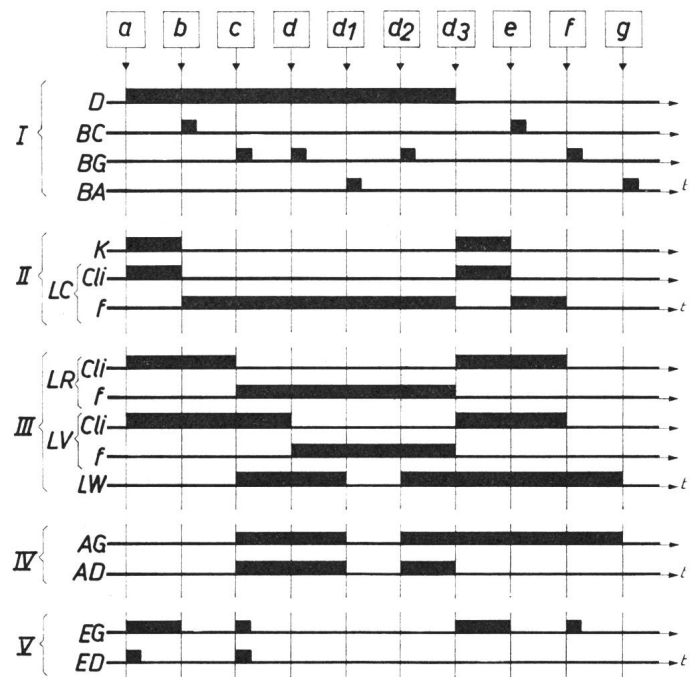 a b c d d1 d2 d3 e f g
I
D
BC
BG
BA t
II
K
LC Cli
f t
III
LR Cli
f
LV Cli
f
LW t
IV
AG
AD t
V
EG
ED t